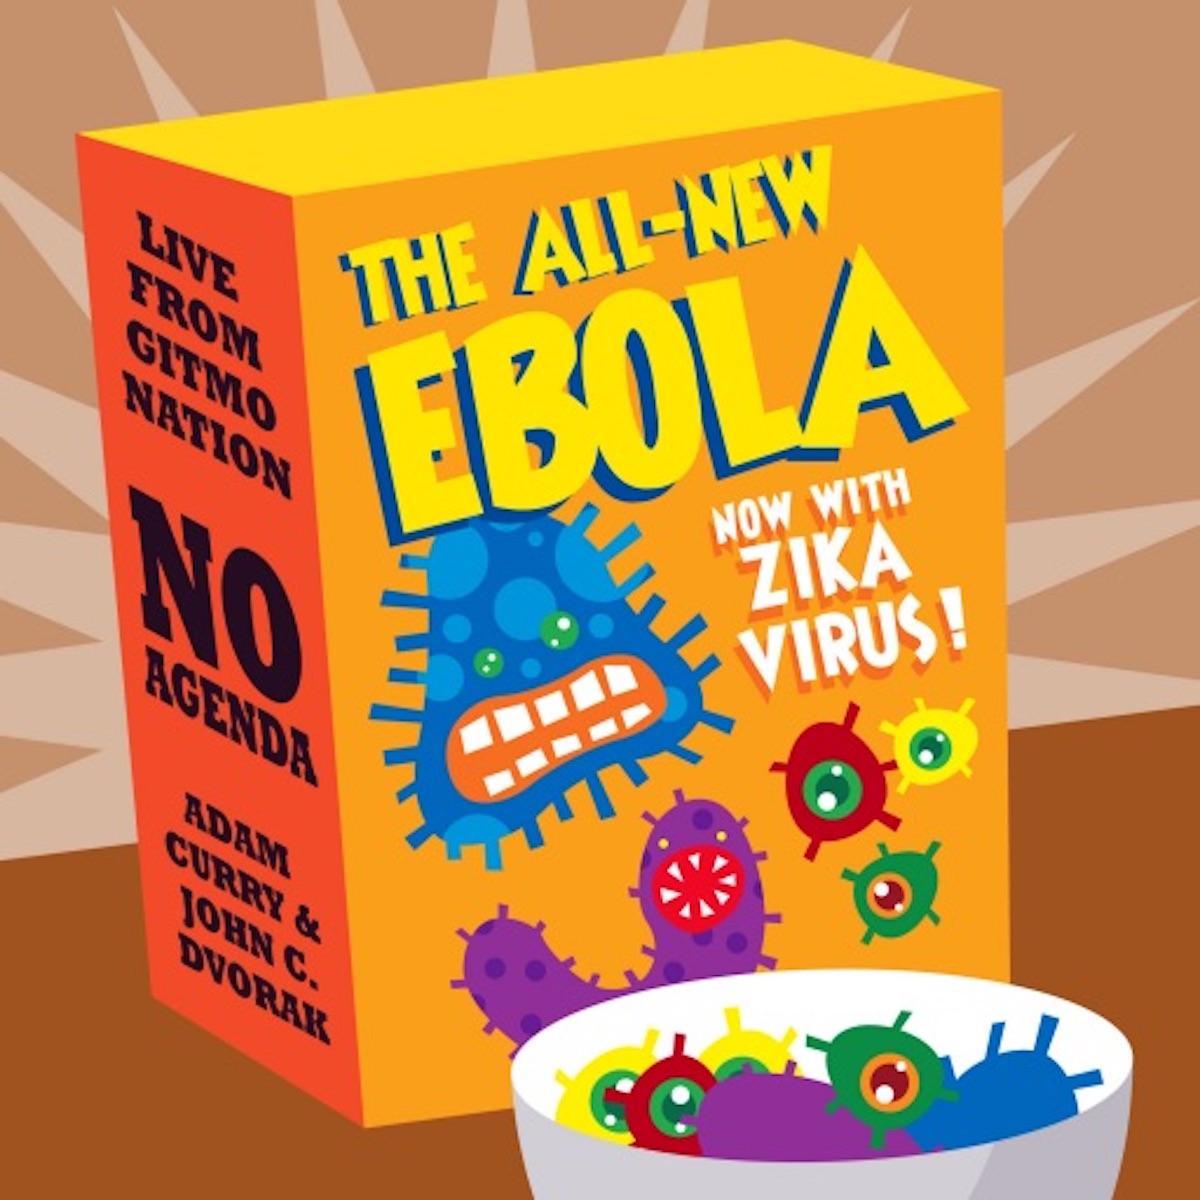 LIVE
FROM
GITMO
NATION
NO
AGENDA
ADAM
CURRY &
JOHN C.
DVORAK
THE ALL-NEW
EBOLA
NOW WITH
ZIKA
VIRUS!